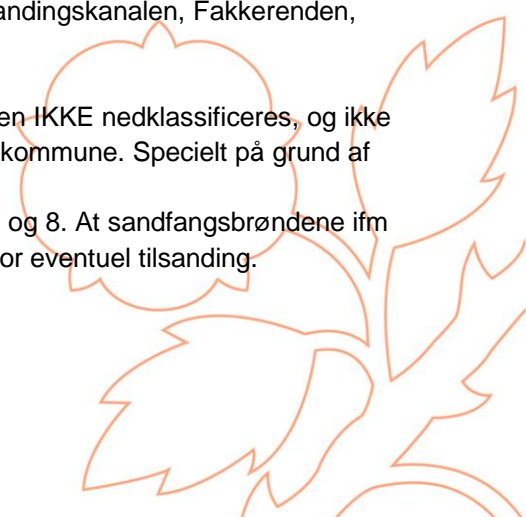 andingskanalen, Fakkerenden,
en IKKE nedklassificeres, og ikke
kommune. Specielt på grund af
og 8. At sandfangsbrøndene ifm
or eventuel tilsanding.